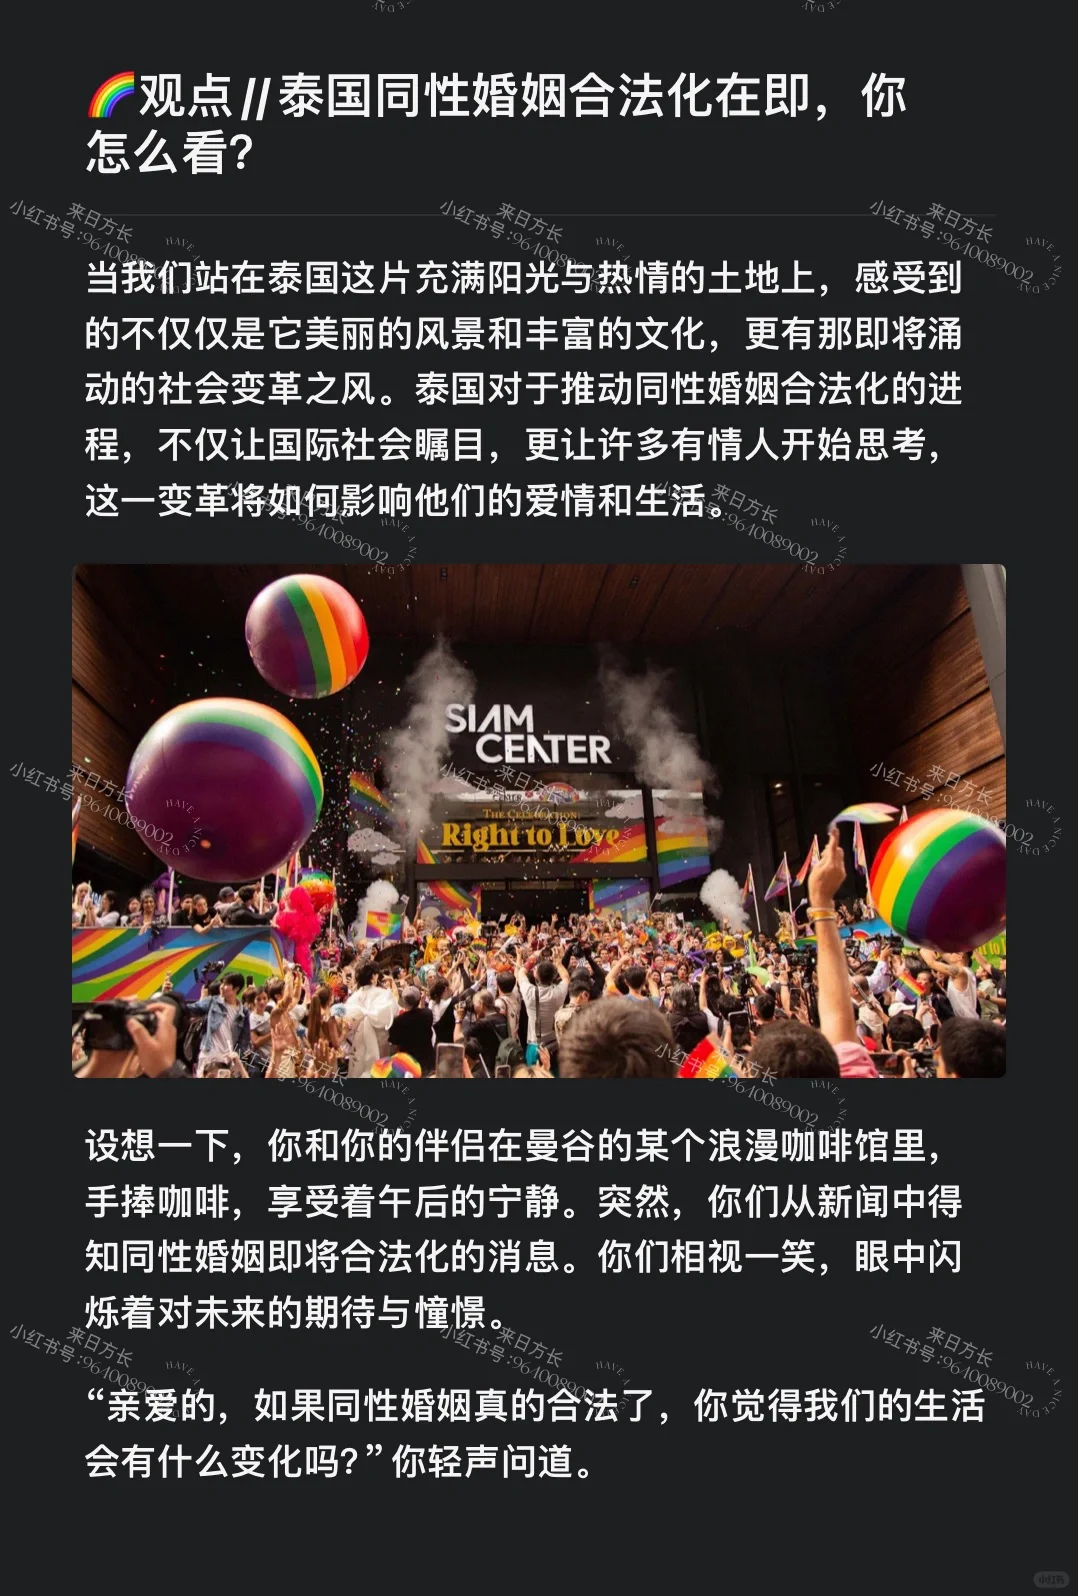 🌈观点//泰国同性婚姻合法化在即，你
怎么看？
当我们站在泰国这片充满阳光与热情的土地上，感受到
的不仅仅是它美丽的风景和丰富的文化，更有那即将涌
动的社会变革之风。泰国对于推动同性婚姻合法化的进
程，不仅让国际社会瞩目，更让许多有情人开始思考，
这一变革将如何影响他们的爱情和生活。
SIAM
CENTER
THE CELEBRATION:
Right to Love
设想一下，你和你的伴侣在曼谷的某个浪漫咖啡馆里，
手捧咖啡，享受着午后的宁静。突然，你们从新闻中得
知同性婚姻即将合法化的消息。你们相视一笑，眼中闪
烁着对未来的期待与憧憬。
“亲爱的，如果同性婚姻真的合法了，你觉得我们的生活
会有什么变化吗？”你轻声问道。
来日方长
小红书号:9640089002
HAVE A NICE DAY
小红书